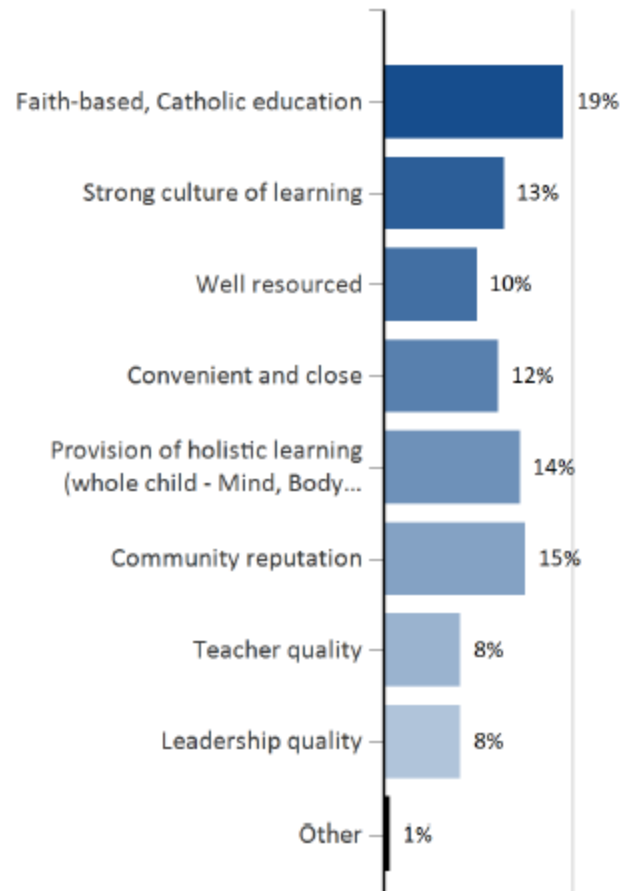 Faith-based, Catholic education 19%
Strong culture of learning 13%
Well resourced 10%
Convenient and close 12%
Provision of holistic learning
(whole child - Mind, Body... 14%
Community reputation 15%
Teacher quality 8%
Leadership quality 8%
Other 1%